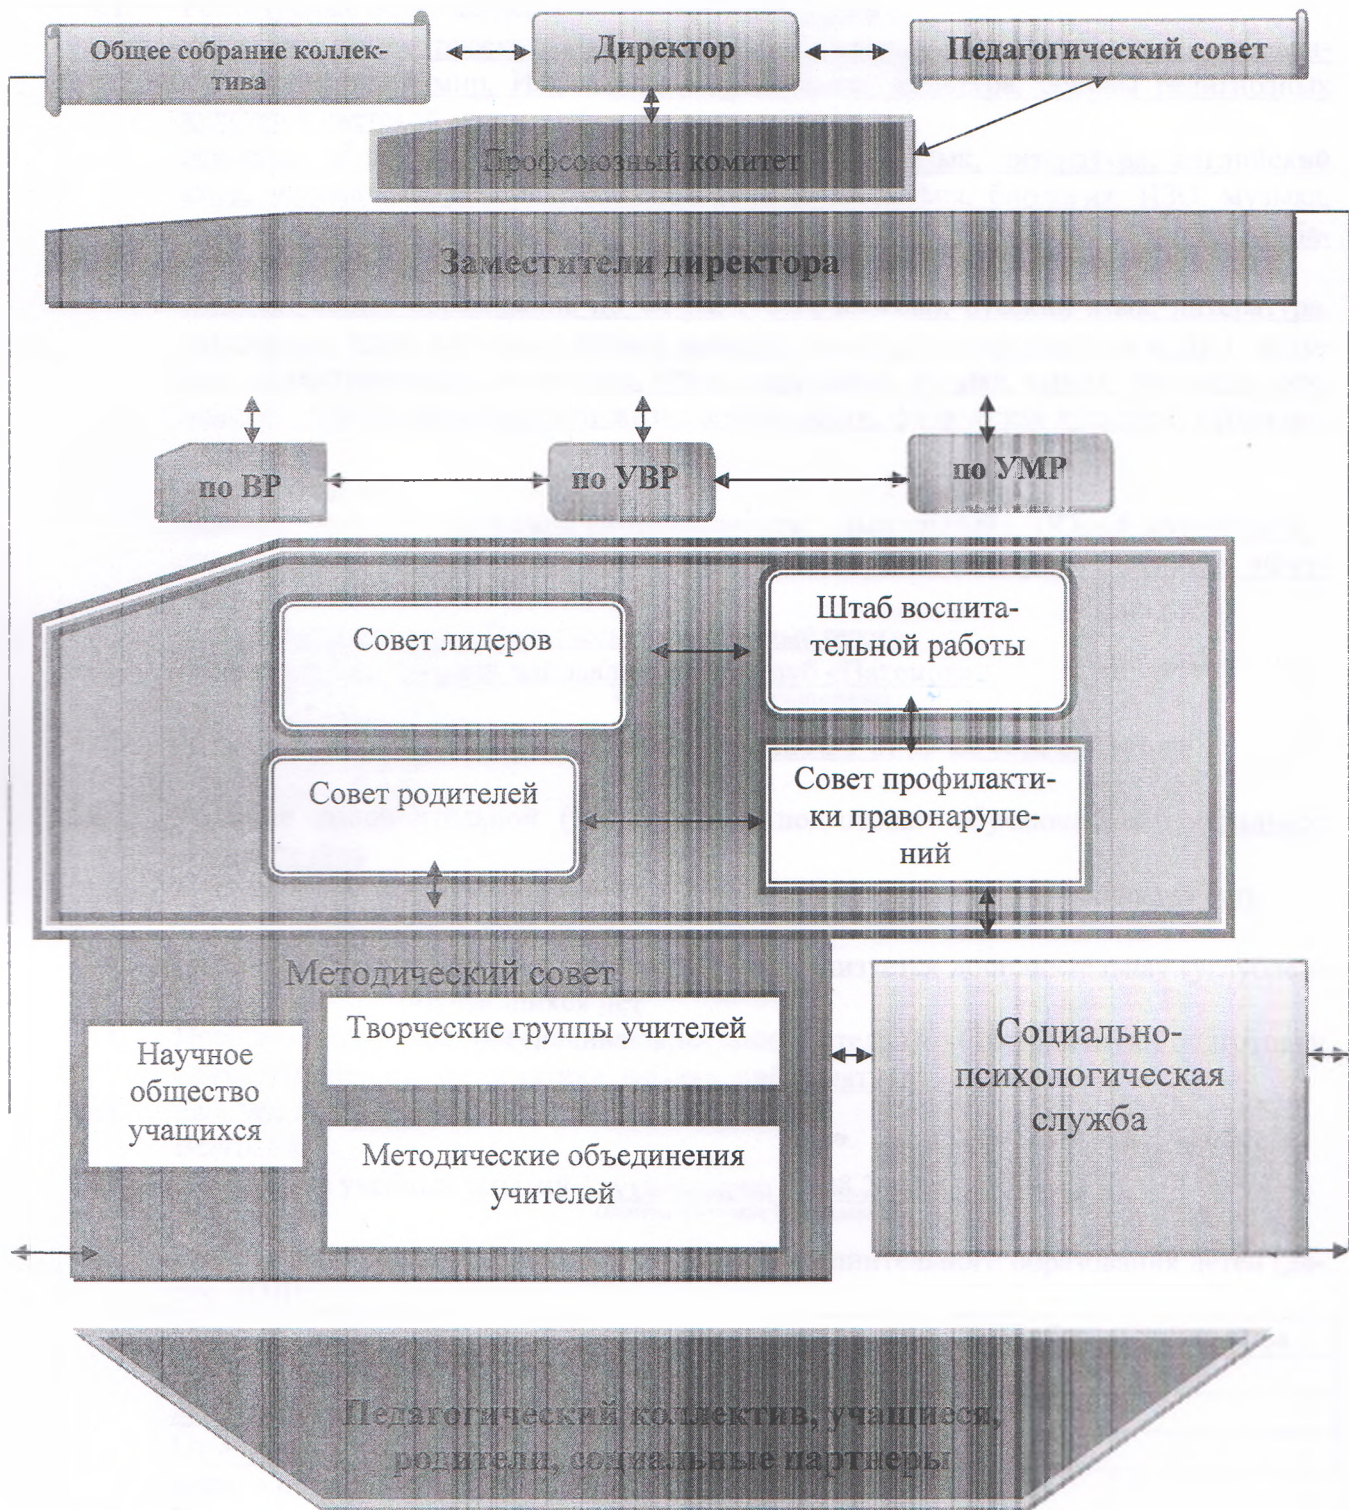 Общее собрание коллек-
тива
Директор
Педагогический совет
Профсоюзный комитет
Заместители директора
по ВР
по УВР
по УМР
Совет лидеров
Штаб воспита-
тельной работы
Совет родителей
Совет профилакти-
ки правонаруше-
ний
Методический совет
Творческие группы учителей
Научное
общество
учащихся
Методические объединения
учителей
Социально-
психологическая
служба
Педагогический коллектив, учащиеся,
родители, социальные партнеры